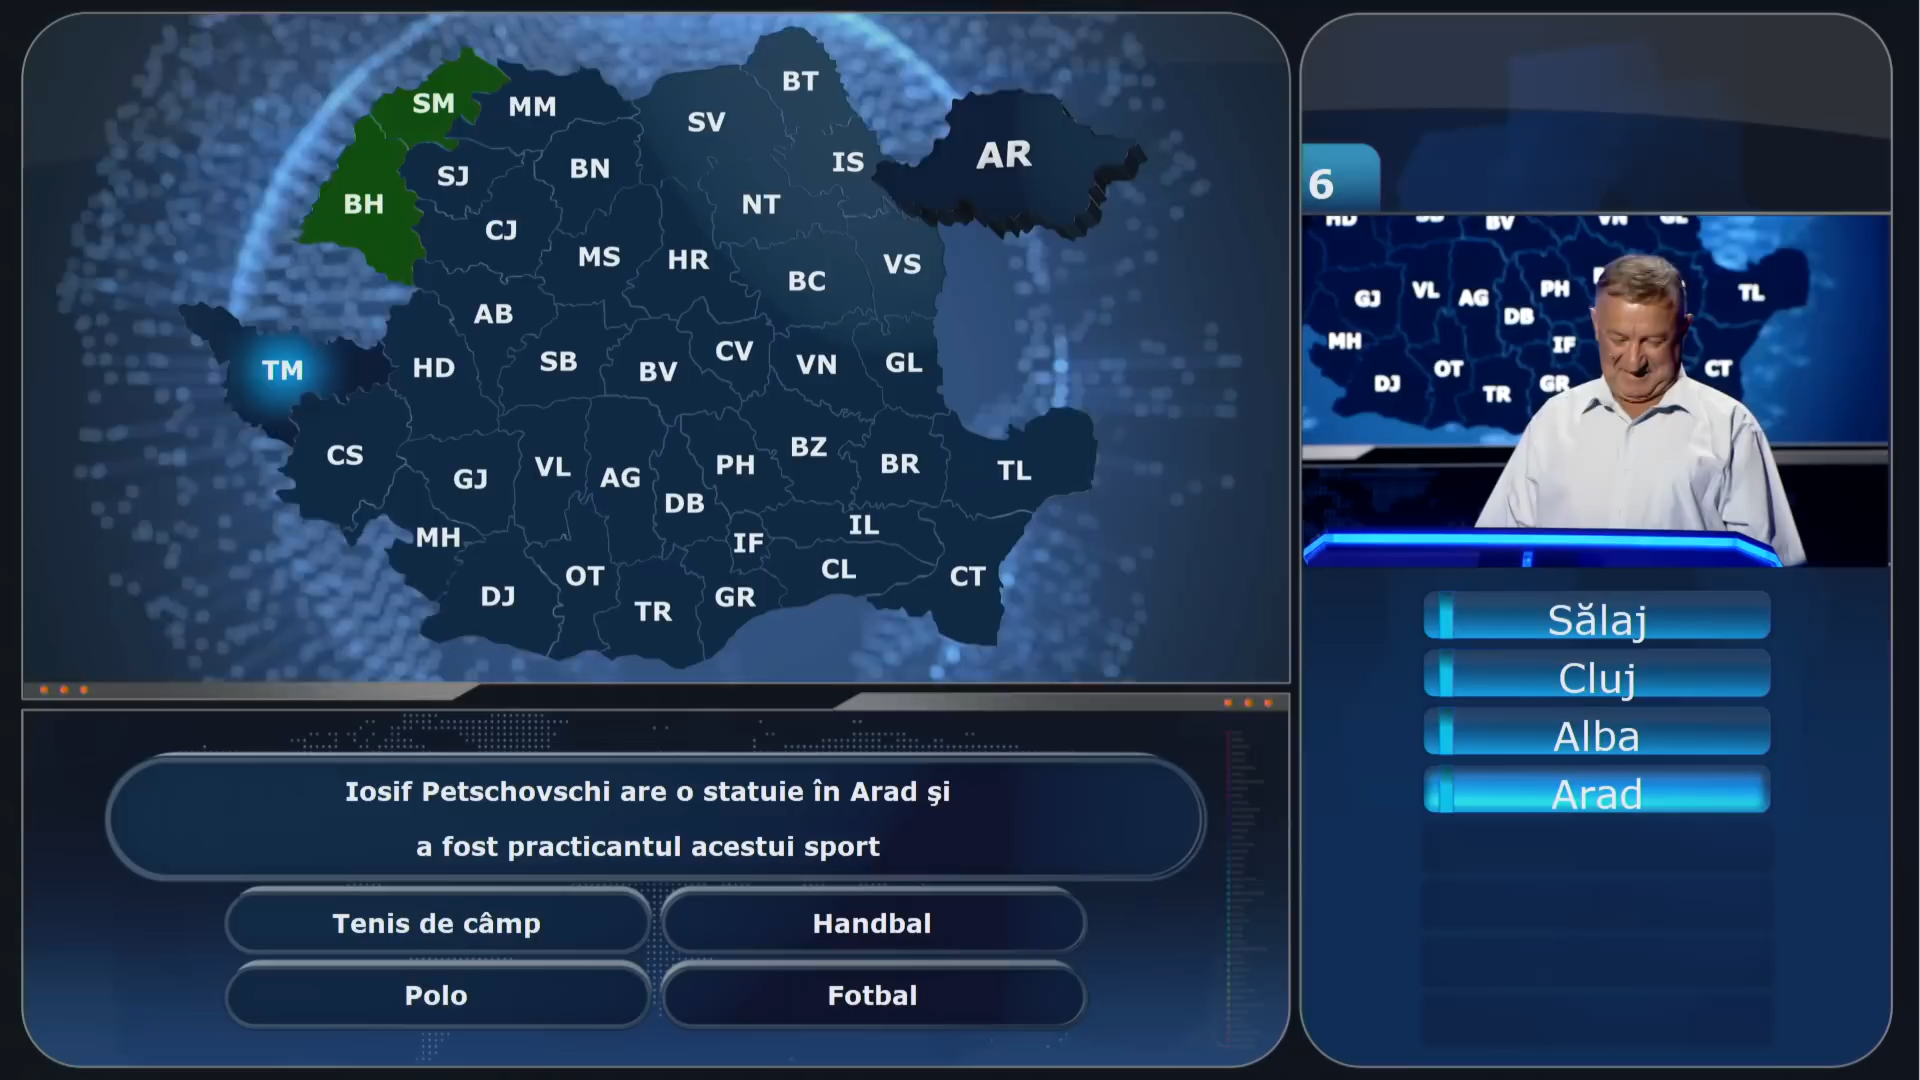 BT
SM
MM
SV
AR
IS
BN
SJ
BH
NT
CJ
MS
HR
VS
BC
AB
CV
SB
VN
GL
TM
HD
BV
BZ
CS
VL
PH
BR
TL
GJ
AG
DB
IL
MH
IF
CL
OT
CT
DJ
GR
TR
Iosif Petschovschi are o statuie în Arad şi
a fost practicantul acestui sport
Tenis de câmp
Handbal
Polo
Fotbal
6
HD
SB
BV
VN
GL
GJ
VL
AG
PH
TL
DB
MH
IF
OT
CT
DJ
TR
GR
Sălaj
Cluj
Alba
Arad